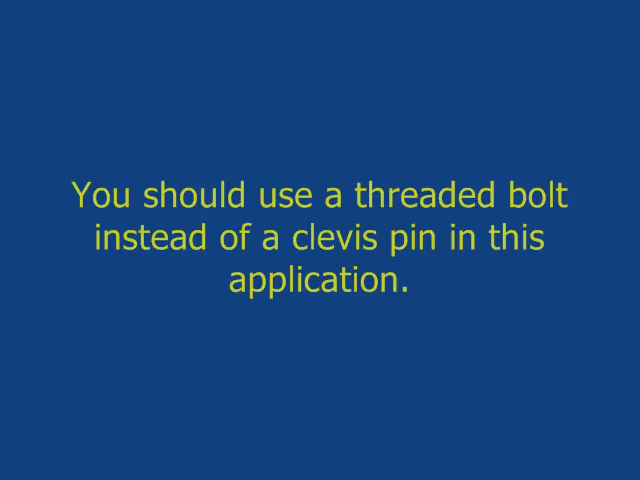 You should use a threaded bolt
instead of a clevis pin in this
application.